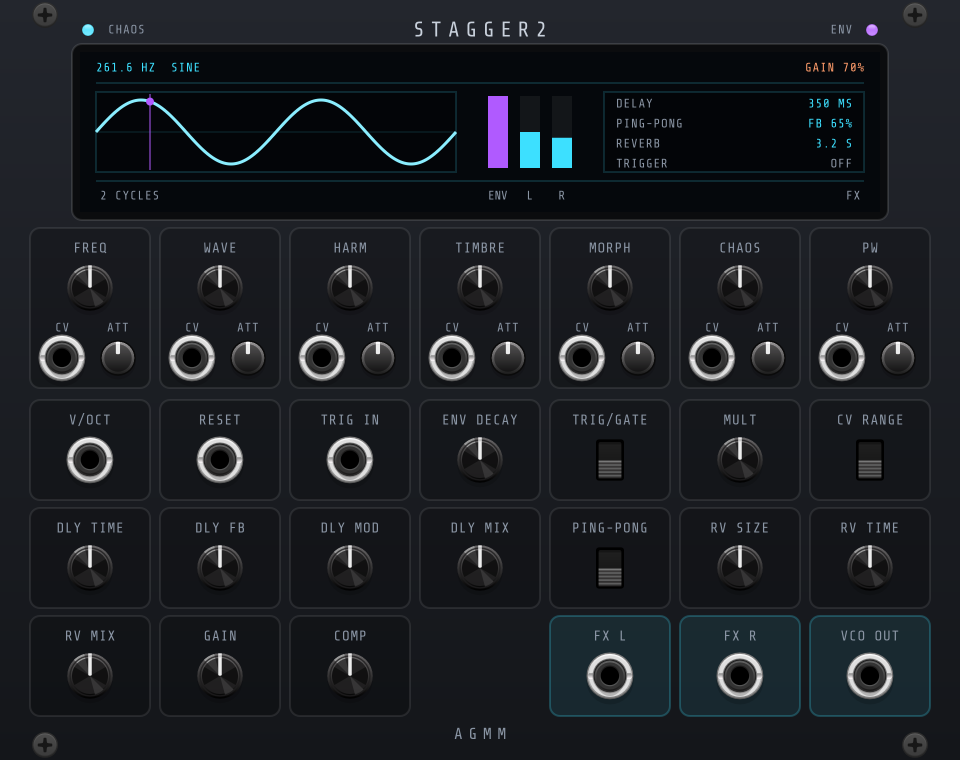 CHAOS STAGGER2 ENV
261.6 HZ SINE GAIN 70%
DELAY 350 MS
PING-PONG FB 65%
REVERB 3.2 S
TRIGGER OFF
2 CYCLES ENV L R FX
FREQ WAVE HARM TIMBRE MORPH CHAOS PW
CV ATT CV ATT CV ATT CV ATT CV ATT CV ATT CV ATT
V/OCT RESET TRIG IN ENV DECAY TRIG/GATE MULT CV RANGE
DLY TIME DLY FB DLY MOD DLY MIX PING-PONG RV SIZE RV TIME
RV MIX GAIN COMP FX L FX R VCO OUT
AGMM